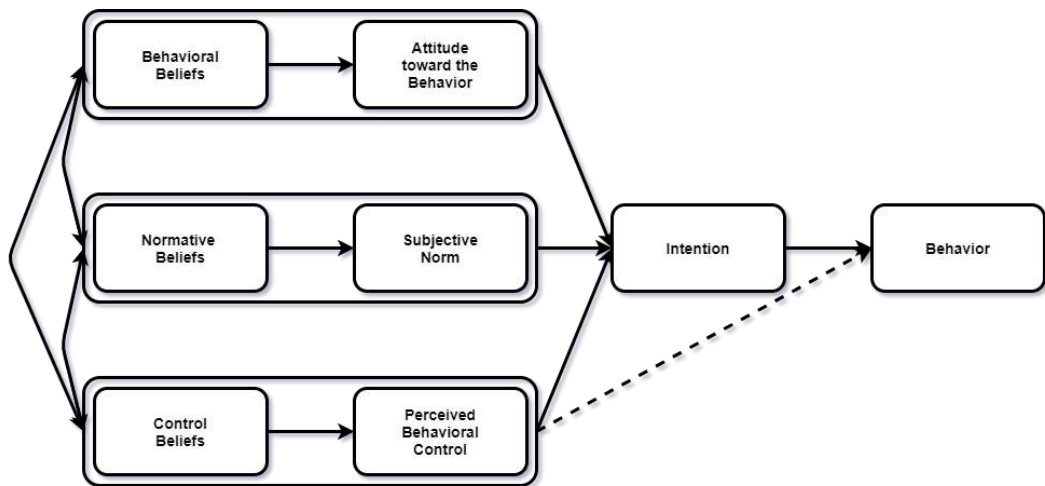 Behavioral
Beliefs
Attitude
toward the
Behavior
Normative
Beliefs
Subjective
Norm
Intention
Behavior
Control
Beliefs
Perceived
Behavioral
Control